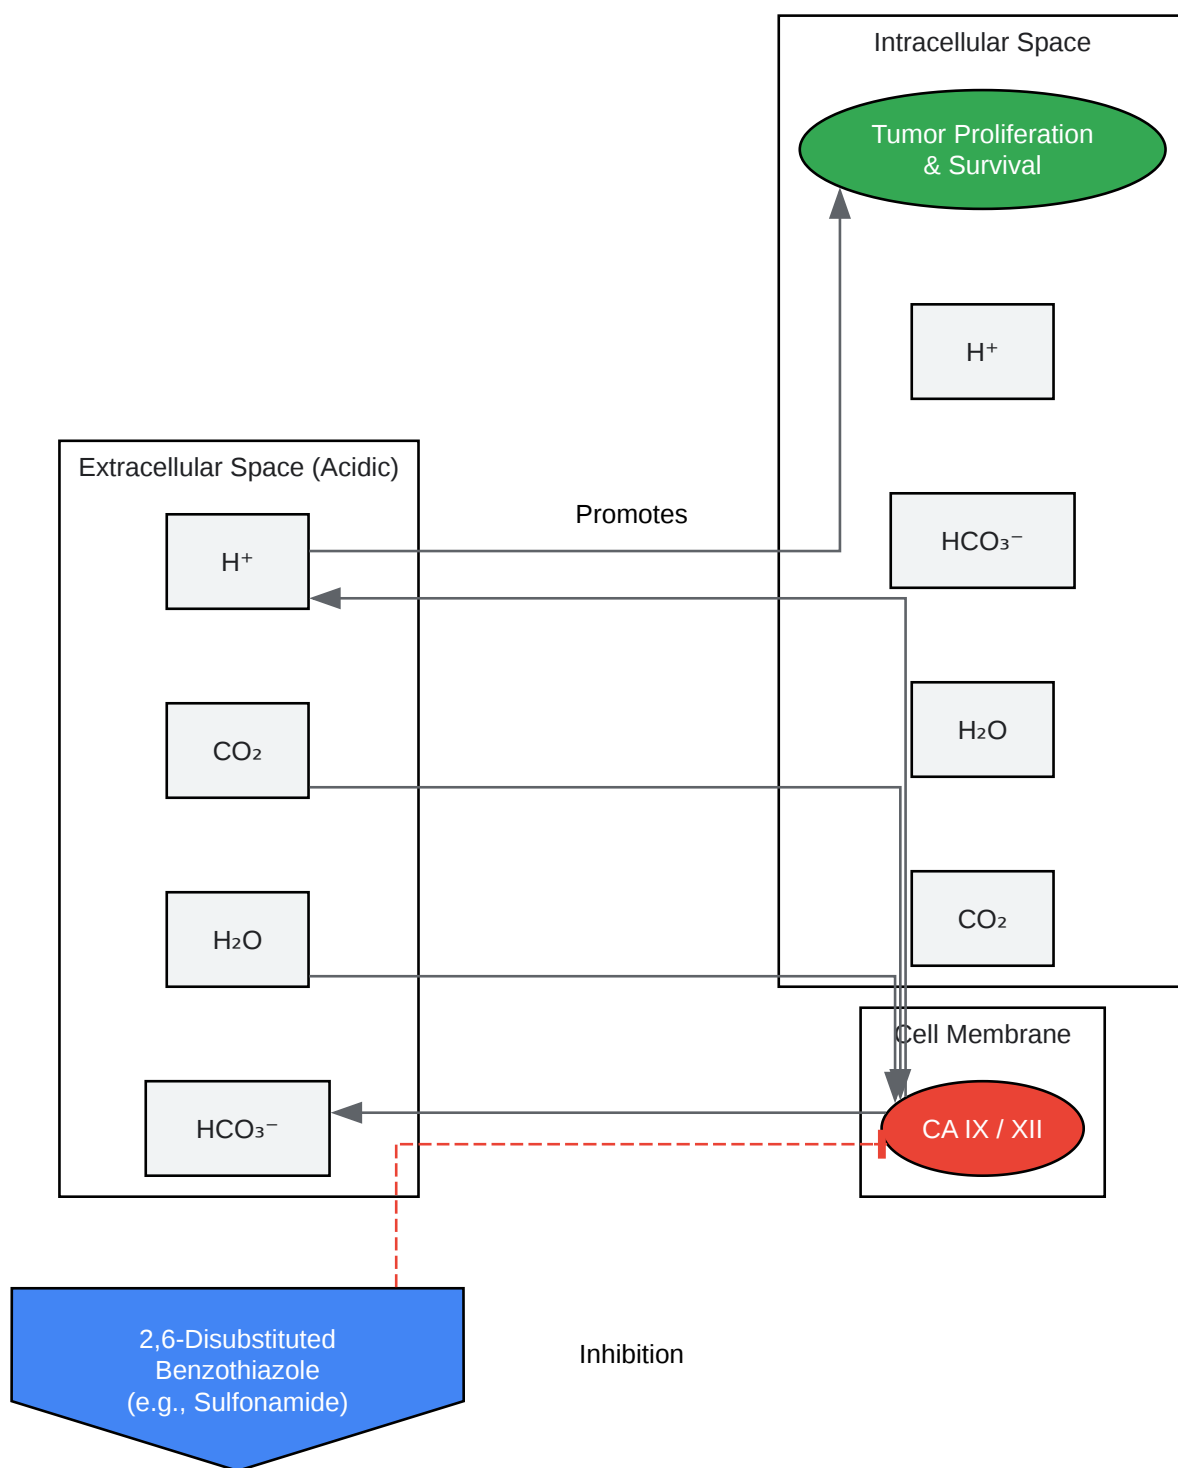 Intracellular Space
Tumor Proliferation
& Survival
H⁺
HCO₃⁻
H₂O
CO₂
Extracellular Space (Acidic)
H⁺
CO₂
H₂O
HCO₃⁻
Promotes
Cell Membrane
CA IX / XII
2,6-Disubstituted
Benzothiazole
(e.g., Sulfonamide)
Inhibition